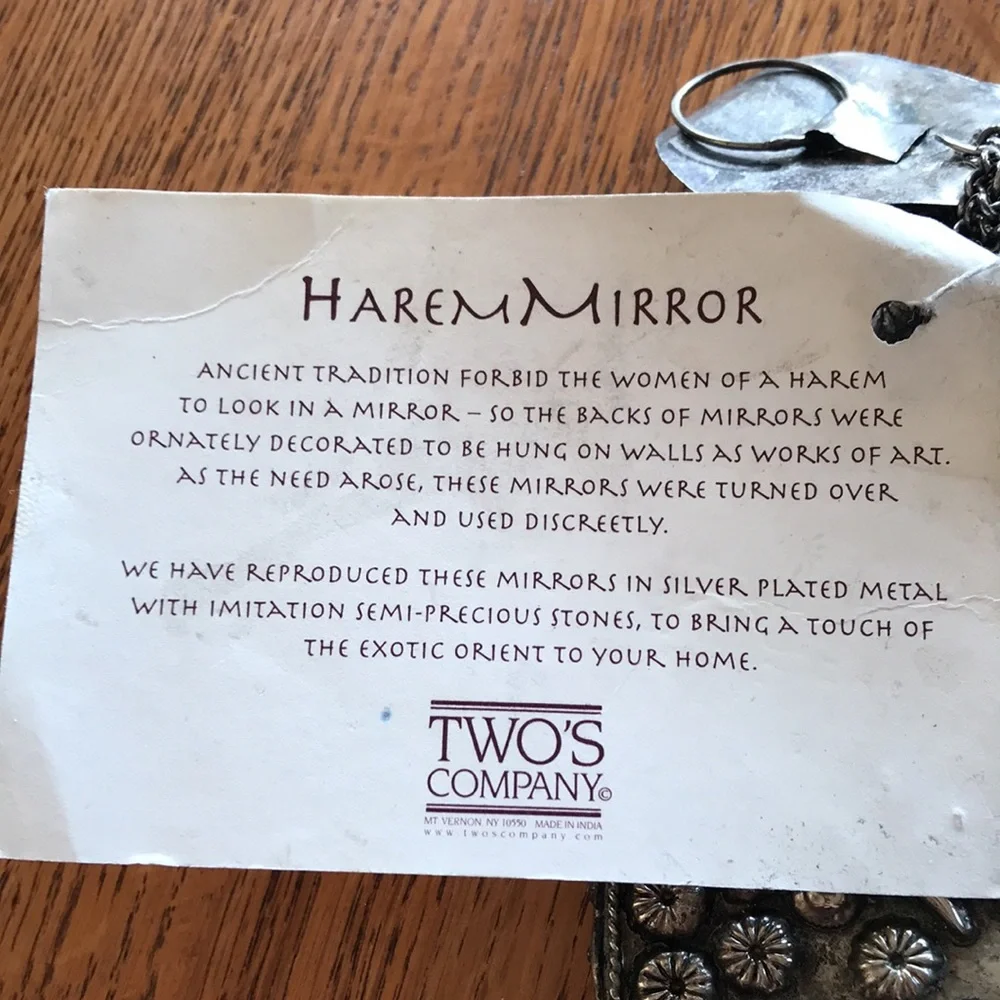 HAREM MIRROR
ANCIENT TRADITION FORBID THE WOMEN OF A HAREM
TO LOOK IN A MIRROR – SO THE BACKS OF MIRRORS WERE
ORNATELY DECORATED TO BE HUNG ON WALLS AS WORKS OF ART.
AS THE NEED AROSE, THESE MIRRORS WERE TURNED OVER
AND USED DISCREETLY.
WE HAVE REPRODUCED THESE MIRRORS IN SILVER PLATED METAL
WITH IMITATION SEMI-PRECIOUS STONES, TO BRING A TOUCH OF
THE EXOTIC ORIENT TO YOUR HOME.
TWO'S
COMPANY©
MT VERNON NY 10550 MADE IN INDIA
www.twoscompany.com